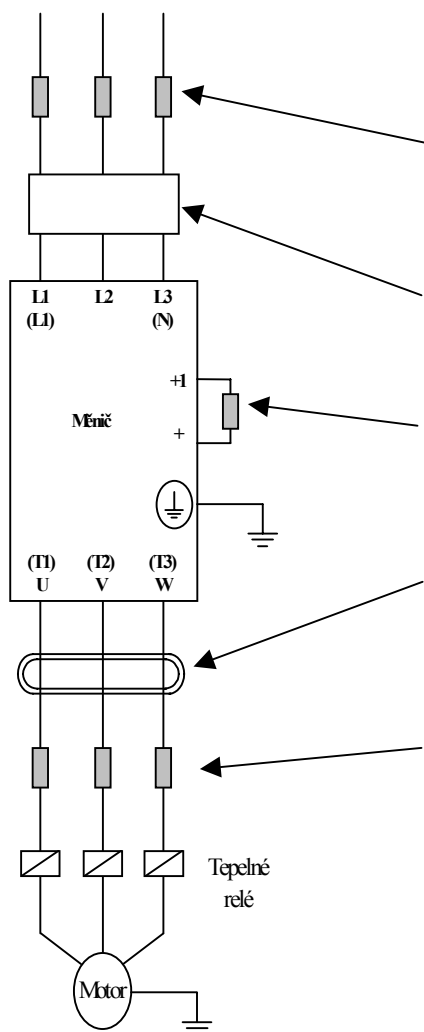 L1 L2 L3
(L1) (N)
+1
Měnič
+
(T1) (T2) (T3)
U V W
Tepelné
relé
Motor